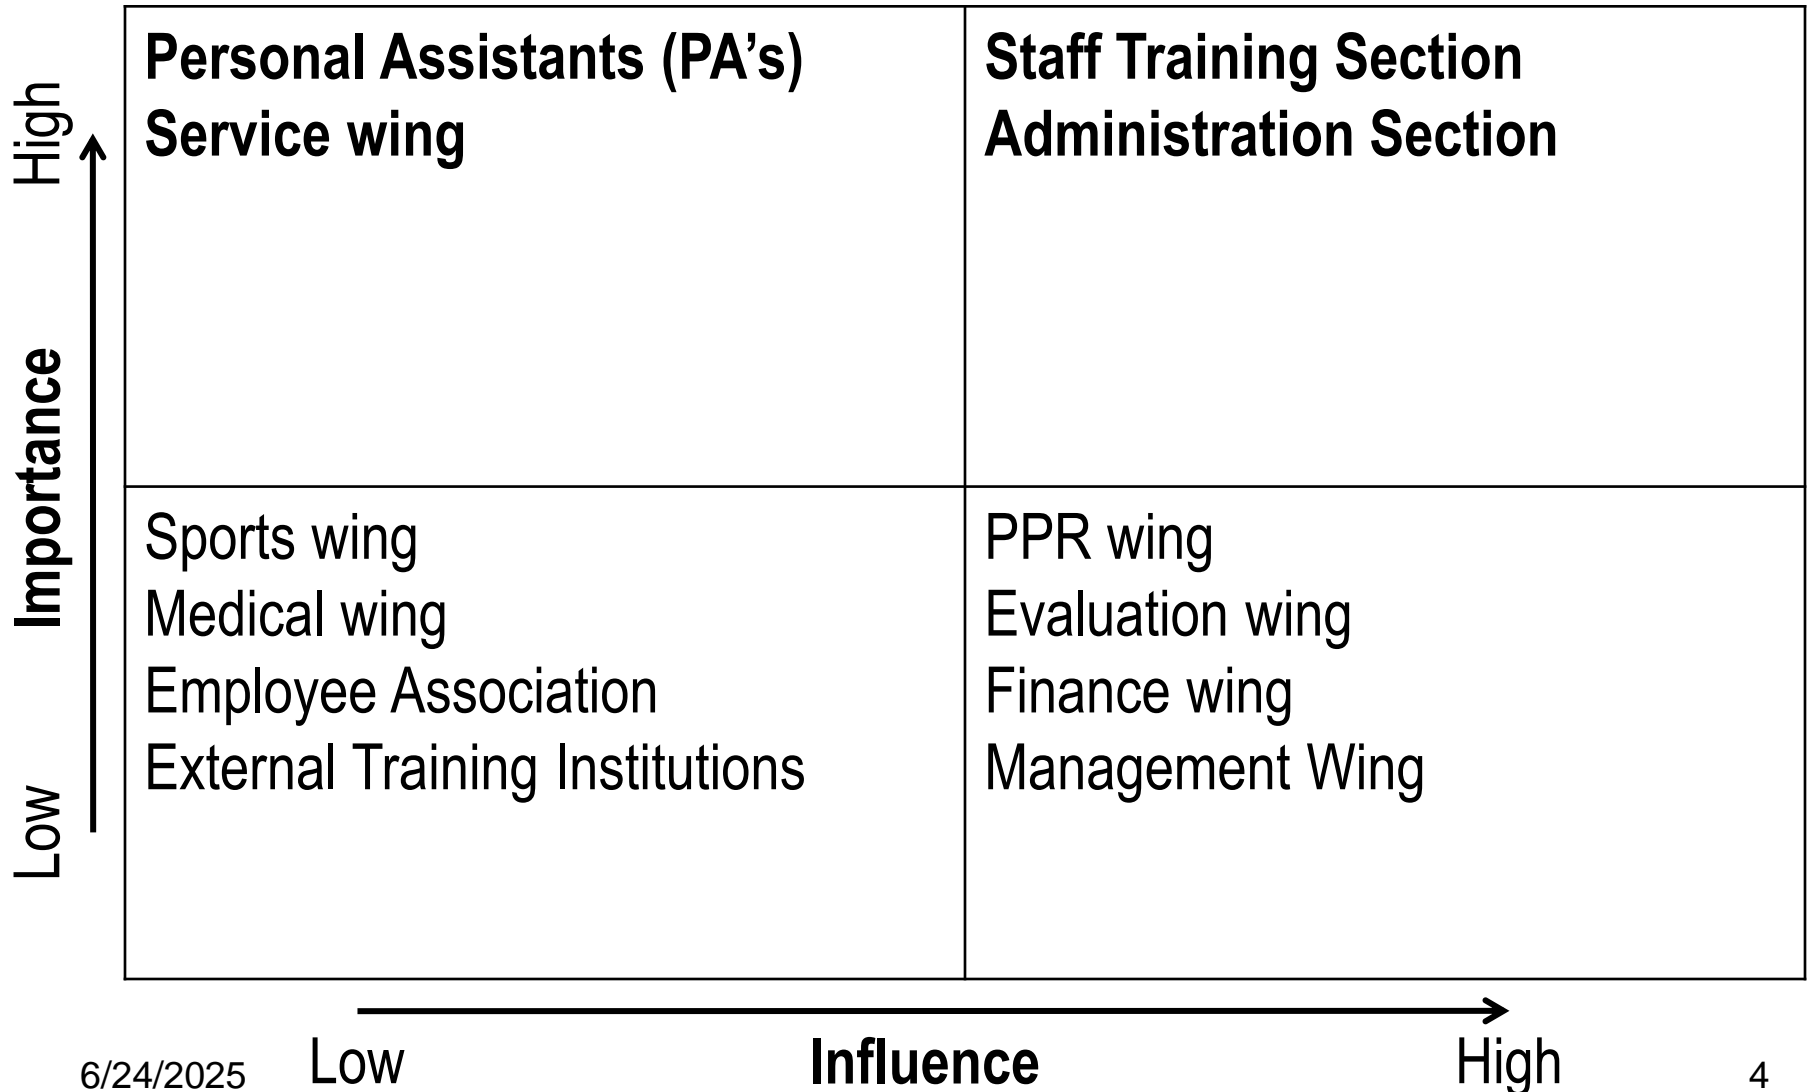 High
Importance
Low
Personal Assistants (PA’s)
Service wing
Staff Training Section
Administration Section
Sports wing
Medical wing
Employee Association
External Training Institutions
PPR wing
Evaluation wing
Finance wing
Management Wing
Low
Influence
High
6/24/2025
4